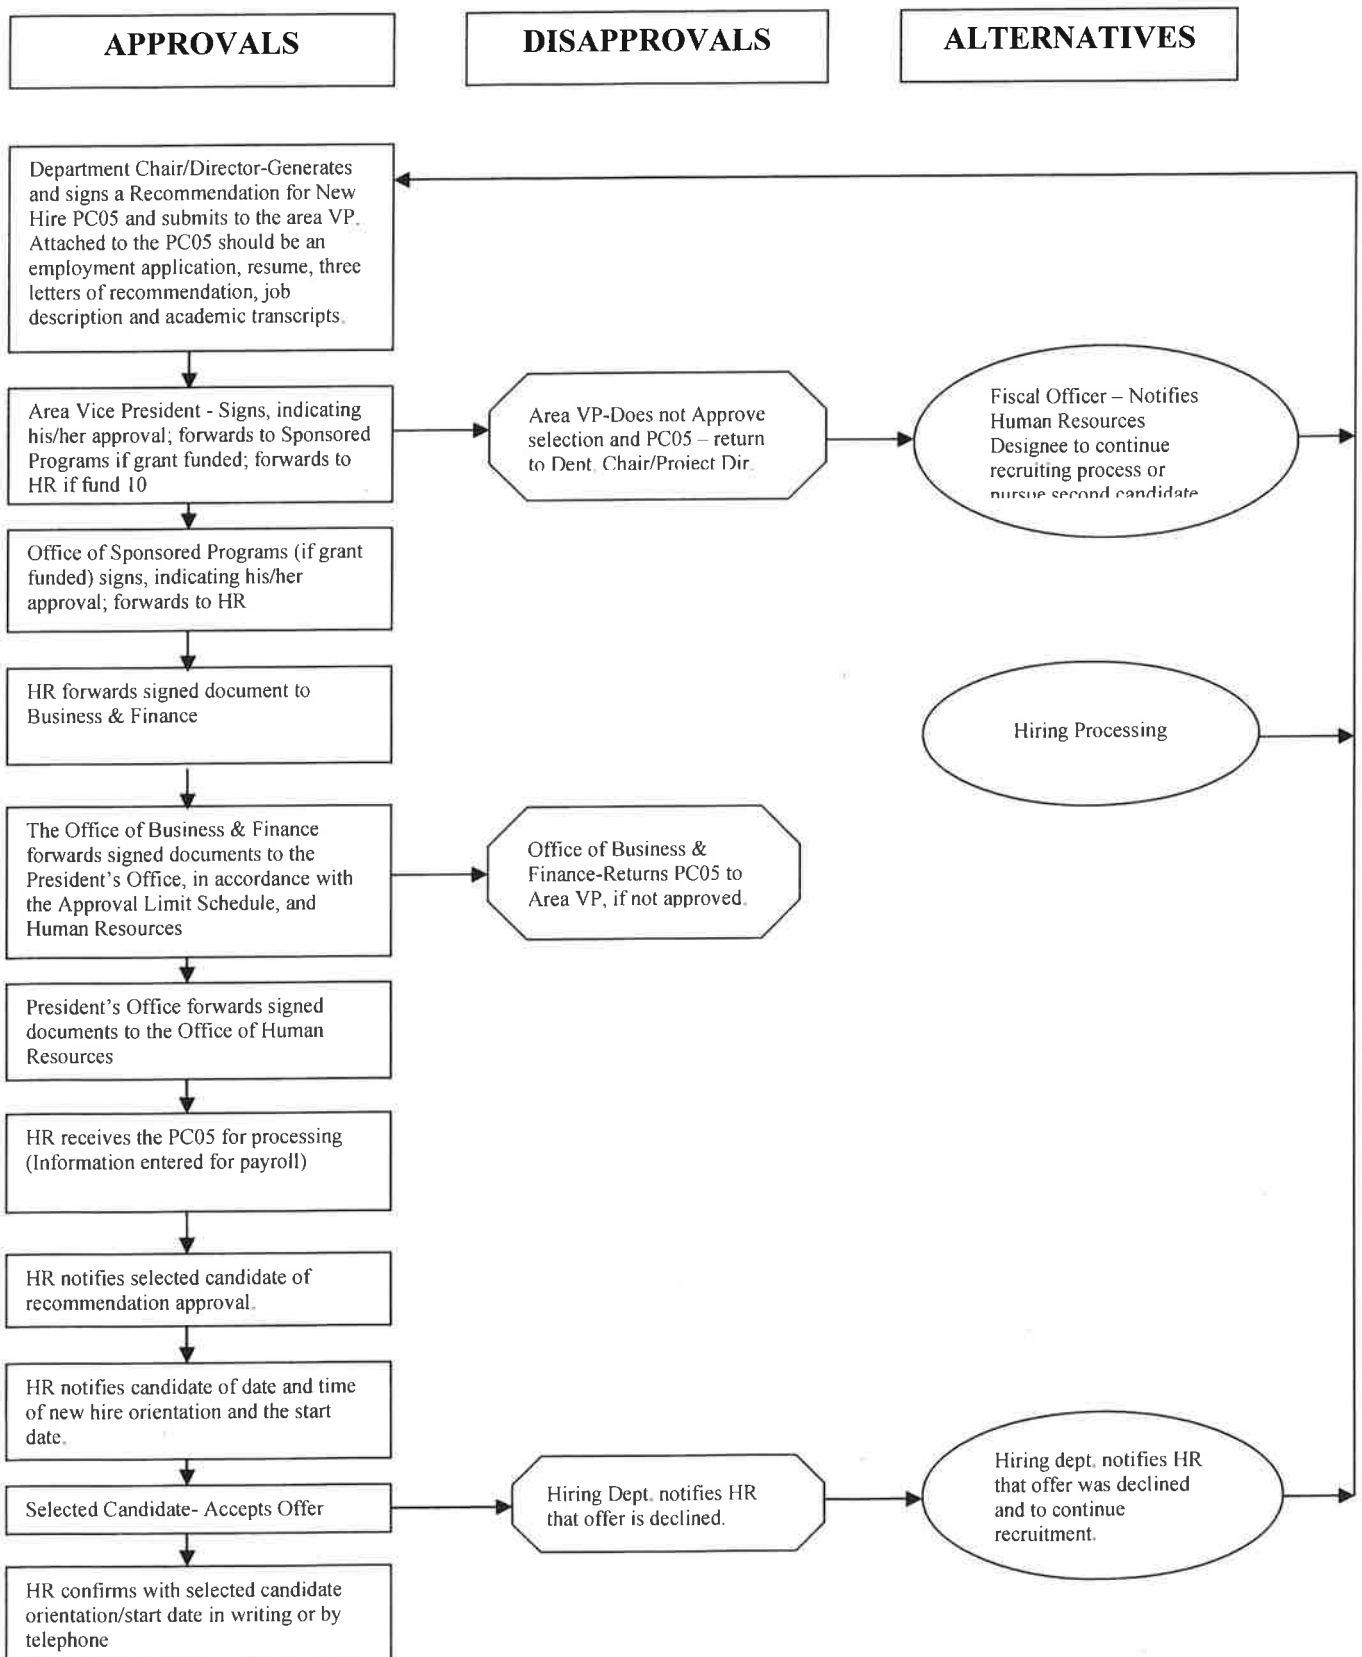 APPROVALS
DISAPPROVALS
ALTERNATIVES
Department Chair/Director-Generates
and signs a Recommendation for New
Hire PC05 and submits to the area VP.
Attached to the PC05 should be an
employment application, resume, three
letters of recommendation, job
description and academic transcripts.
Area Vice President - Signs, indicating
his/her approval; forwards to Sponsored
Programs if grant funded; forwards to
HR if fund 10
Area VP-Does not Approve
selection and PC05 – return
to Dept. Chair/Project Dir.
Fiscal Officer – Notifies
Human Resources
Designee to continue
recruiting process or
pursue second candidate
Office of Sponsored Programs (if grant
funded) signs, indicating his/her
approval; forwards to HR
HR forwards signed document to
Business & Finance
Hiring Processing
The Office of Business & Finance
forwards signed documents to the
President's Office, in accordance with
the Approval Limit Schedule, and
Human Resources
Office of Business &
Finance-Returns PC05 to
Area VP, if not approved.
President's Office forwards signed
documents to the Office of Human
Resources
HR receives the PC05 for processing
(Information entered for payroll)
HR notifies selected candidate of
recommendation approval.
HR notifies candidate of date and time
of new hire orientation and the start
date.
Selected Candidate- Accepts Offer
Hiring Dept. notifies HR
that offer is declined.
Hiring dept. notifies HR
that offer was declined
and to continue
recruitment.
HR confirms with selected candidate
orientation/start date in writing or by
telephone